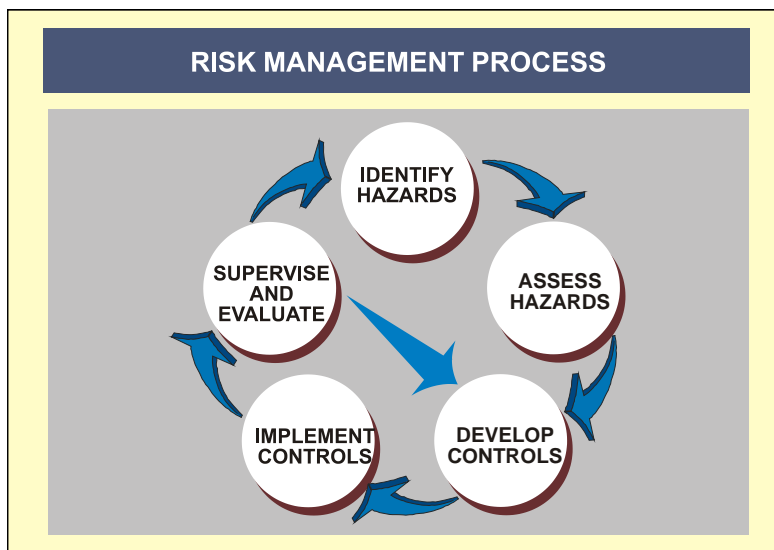 RISK MANAGEMENT PROCESS
IDENTIFY
HAZARDS
ASSESS
HAZARDS
DEVELOP
CONTROLS
IMPLEMENT
CONTROLS
SUPERVISE
AND
EVALUATE